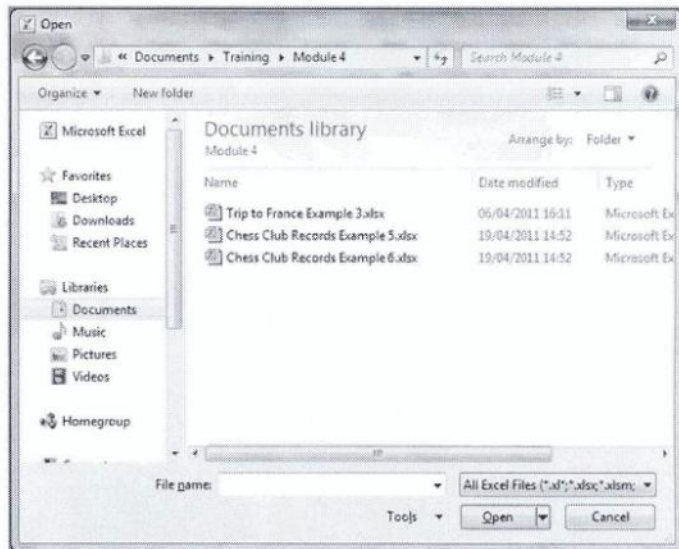 Open
« Documents ▸ Training ▸ Module 4
Search Module 4
Organize
New folder
Microsoft Excel
Favorites
Desktop
Downloads
Recent Places
Libraries
Documents
Music
Pictures
Videos
Homegroup
Documents library
Module 4
Arrange by: Folder
Name Date modified Type
Trip to France Example 3.xlsx 06/04/2011 16:11 Microsoft Ex
Chess Club Records Example 5.xlsx 19/04/2011 14:52 Microsoft Ex
Chess Club Records Example 6.xlsx 19/04/2011 14:52 Microsoft Ex
File name:
All Excel Files (*.xl*;*.xlsx;*.xlsm;
Tools
Open
Cancel